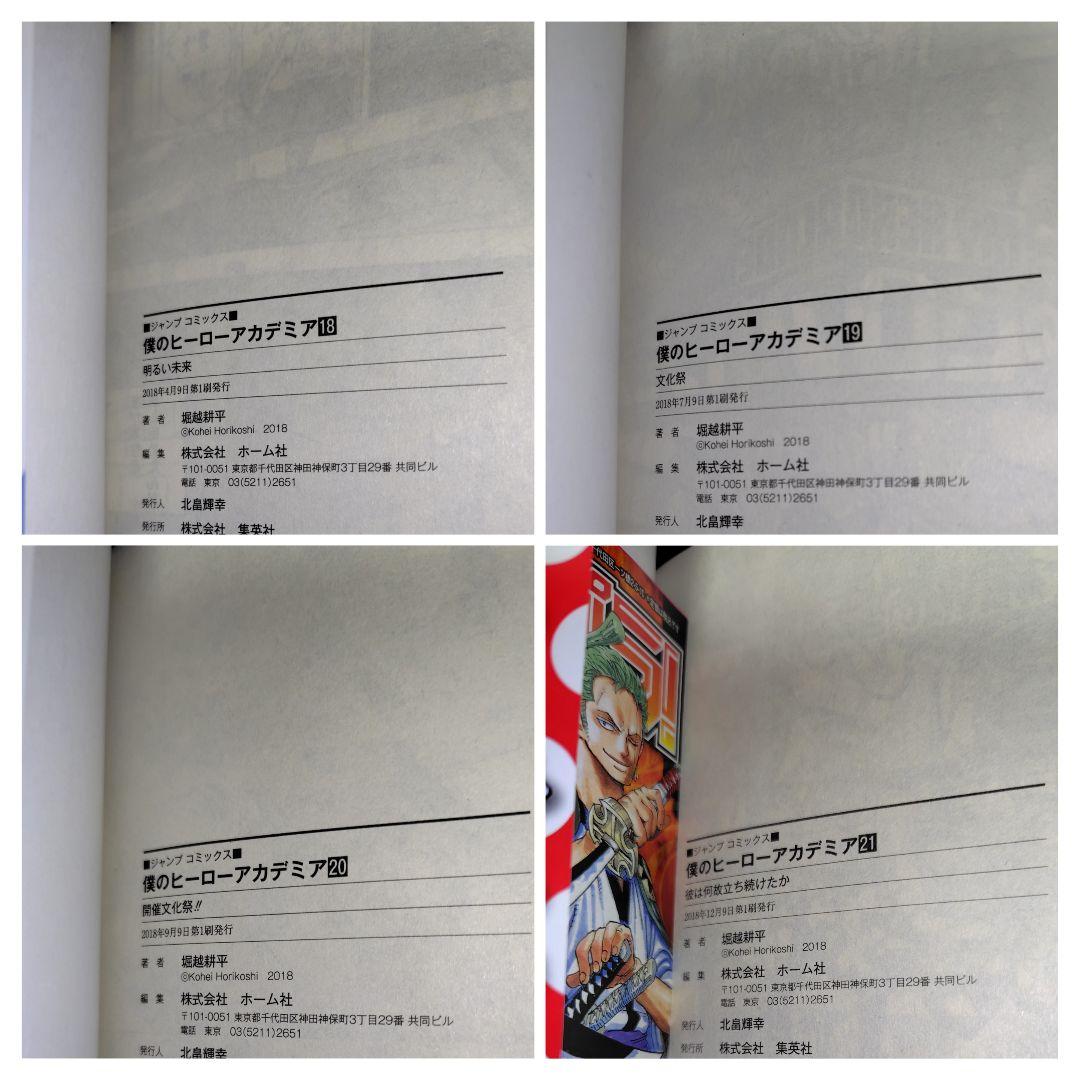 ■ジャンプ コミックス■
僕のヒーローアカデミア18
明るい未来
2018年4月9日第1刷発行
著 者 堀越耕平
©Kohei Horikoshi 2018
編 集 株式会社 ホーム社
〒101-0051 東京都千代田区神田神保町3丁目29番 共同ビル
電話 東京 03(5211)2651
発行人 北畠輝幸
発行所 株式会社 集英社
■ジャンプ コミックス■
僕のヒーローアカデミア19
文化祭
2018年7月9日第1刷発行
著 者 堀越耕平
©Kohei Horikoshi 2018
編 集 株式会社 ホーム社
〒101-0051 東京都千代田区神田神保町3丁目29番 共同ビル
電話 東京 03(5211)2651
発行人 北畠輝幸
■ジャンプ コミックス■
僕のヒーローアカデミア20
開催文化祭!!
2018年9月9日第1刷発行
著 者 堀越耕平
©Kohei Horikoshi 2018
編 集 株式会社 ホーム社
〒101-0051 東京都千代田区神田神保町3丁目29番 共同ビル
電話 東京 03(5211)2651
発行人 北畠輝幸
■ジャンプ コミックス■
僕のヒーローアカデミア21
彼は何故立ち続けたか
2018年12月9日第1刷発行
著 者 堀越耕平
©Kohei Horikoshi 2018
編 集 株式会社 ホーム社
〒101-0051 東京都千代田区神田神保町3丁目29番 共同ビル
電話 東京 03(5211)2651
発行人 北畠輝幸
発行所 株式会社 集英社